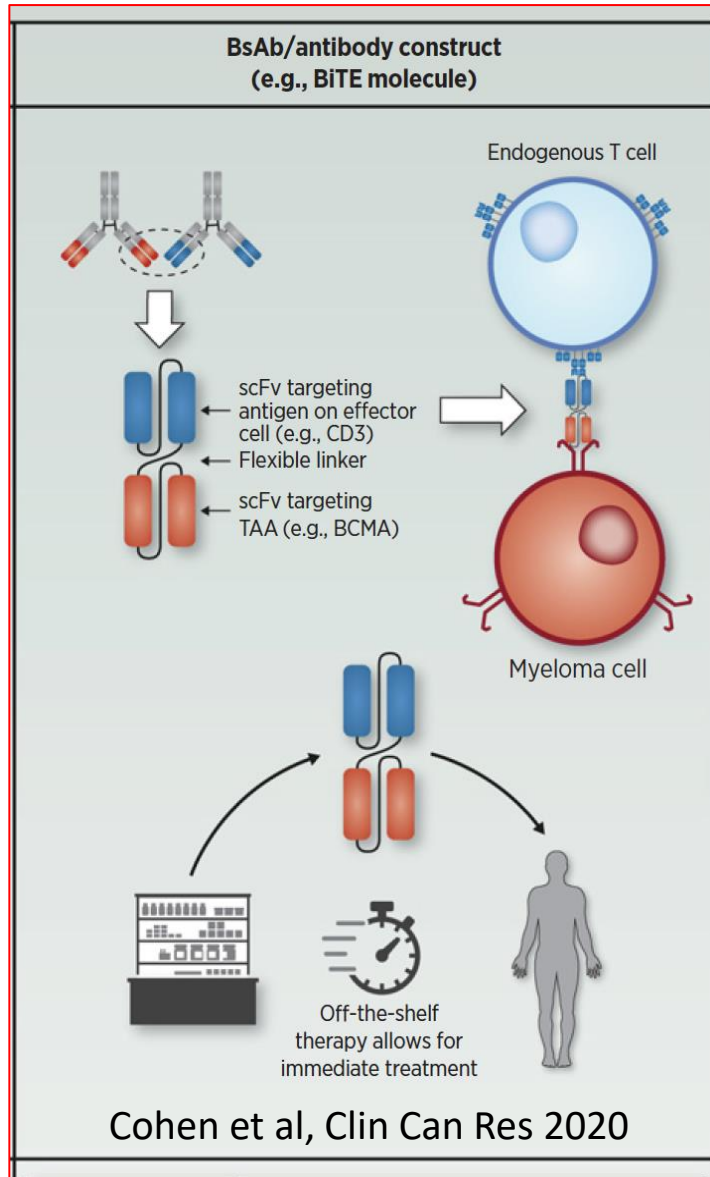 BsAb/antibody construct
(e.g., BiTE molecule)
Endogenous T cell
scFv targeting
antigen on effector
cell (e.g., CD3)
Flexible linker
scFv targeting
TAA (e.g., BCMA)
Myeloma cell
Off-the-shelf
therapy allows for
immediate treatment
Cohen et al, Clin Can Res 2020